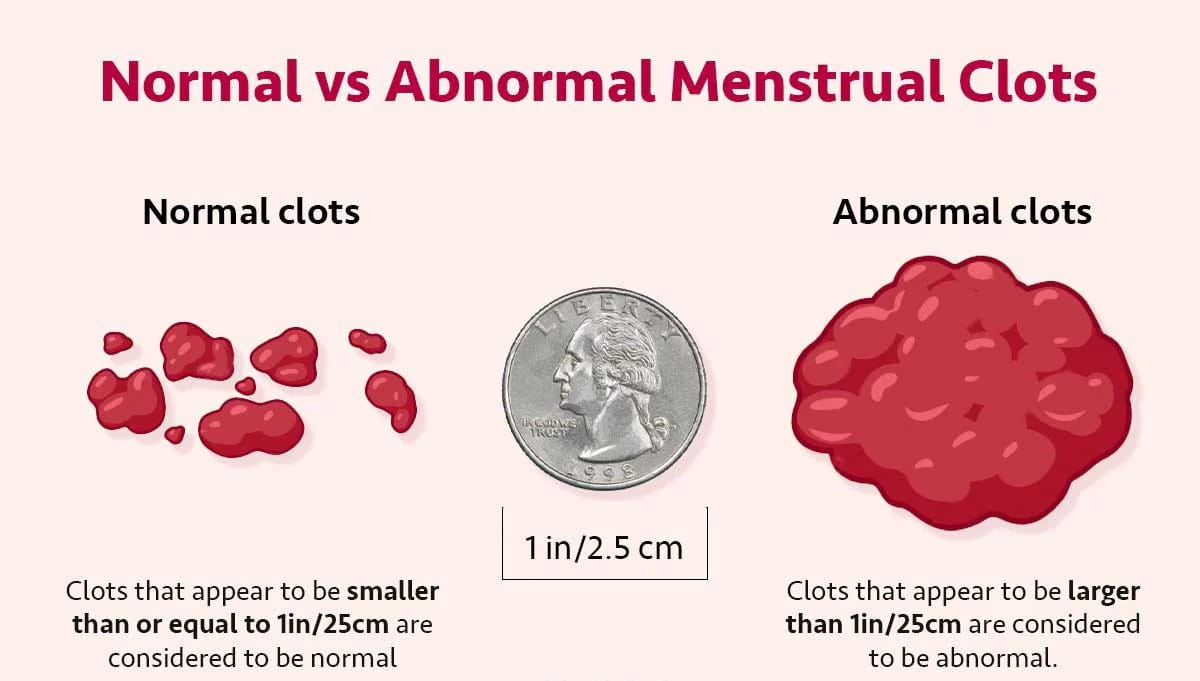 Normal vs Abnormal Menstrual Clots
Normal clots
Abnormal clots
LIBERTY
IN GOD WE
TRUST
1998
1 in/2.5 cm
Clots that appear to be smaller
than or equal to 1in/25cm are
considered to be normal
Clots that appear to be larger
than 1in/25cm are considered
to be abnormal.